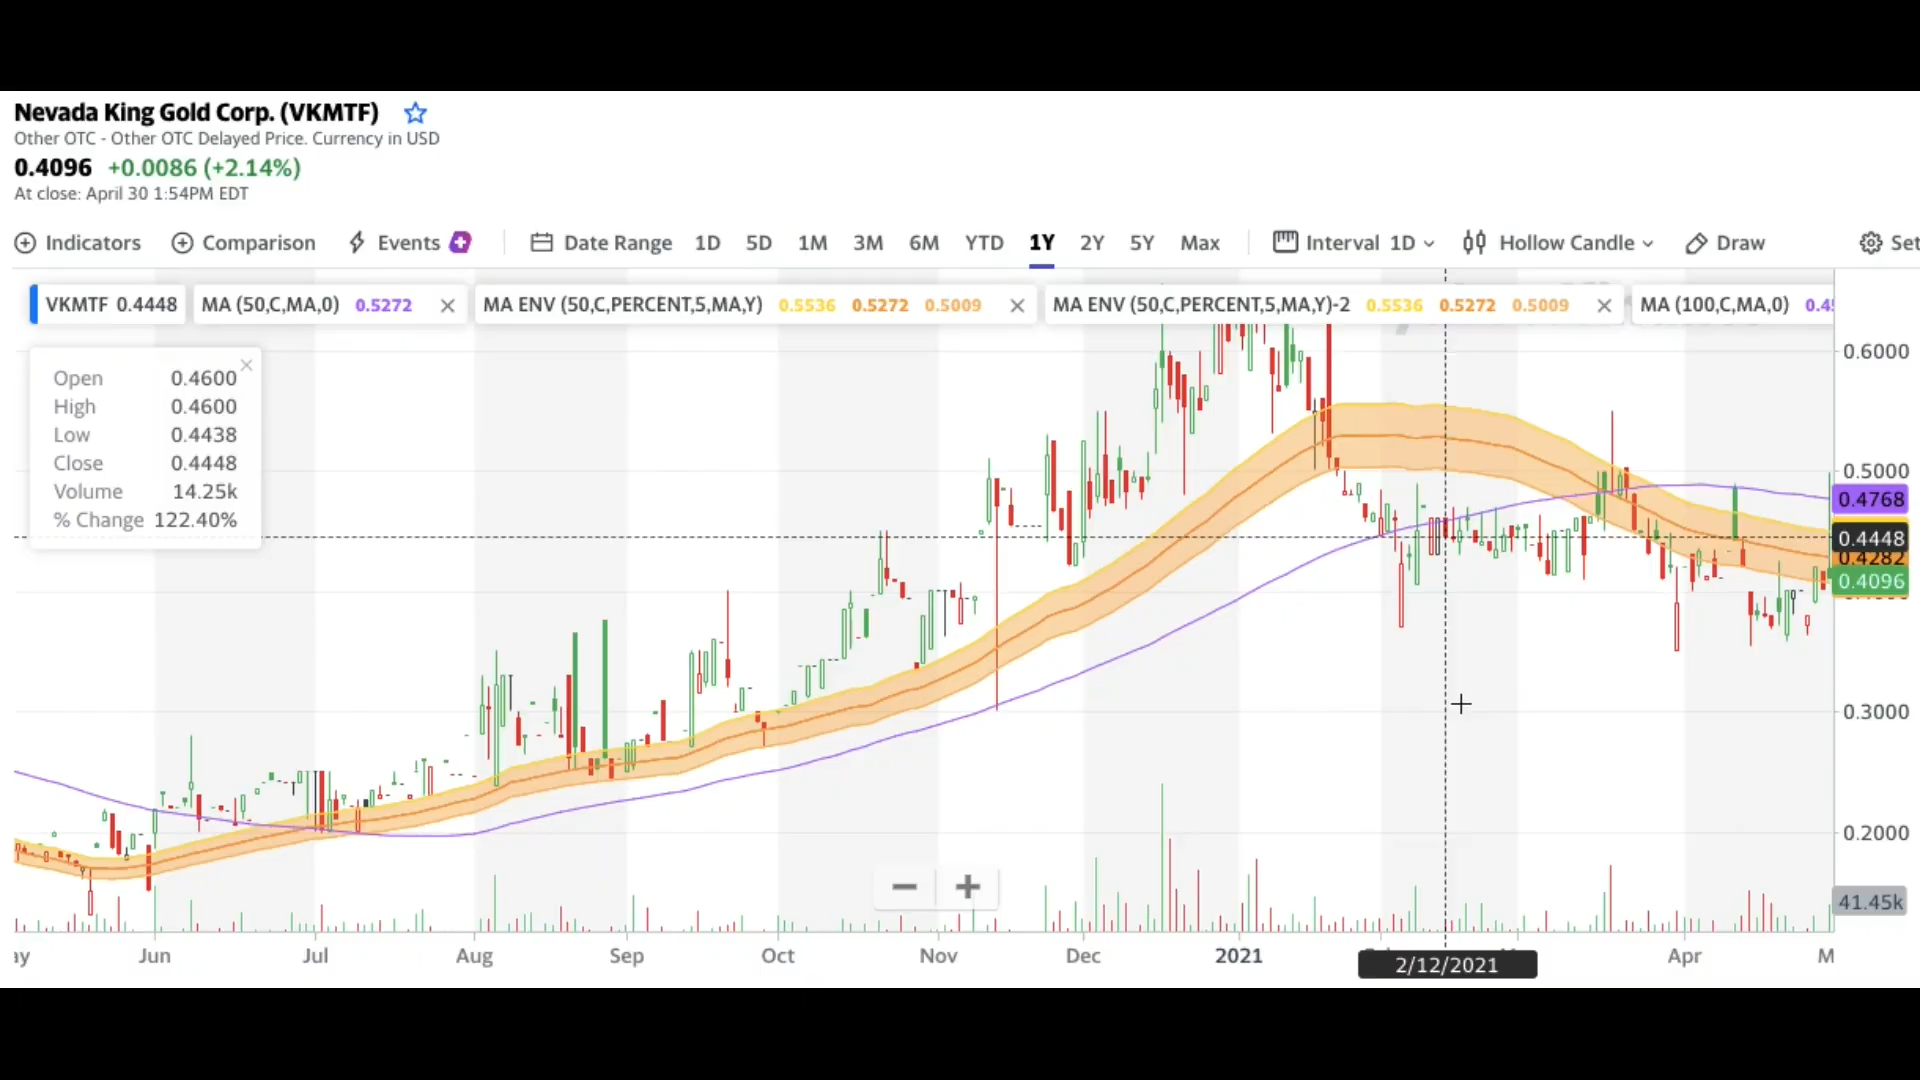 Nevada King Gold Corp. (VKMTF)
Other OTC - Other OTC Delayed Price. Currency in USD
0.4096 +0.0086 (+2.14%)
At close: April 30 1:54PM EDT
Indicators Comparison Events Date Range 1D 5D 1M 3M 6M YTD 1Y 2Y 5Y Max Interval 1D Hollow Candle Draw Set
VKMTF 0.4448 MA (50,C,MA,0) 0.5272 MA ENV (50,C,PERCENT,5,MA,Y) 0.5536 0.5272 0.5009 MA ENV (50,C,PERCENT,5,MA,Y)-2 0.5536 0.5272 0.5009 MA (100,C,MA,0)
0.6000
Open 0.4600
High 0.4600
Low 0.4438
Close 0.4448
Volume 14.25k
% Change 122.40%
0.5000
0.4768
0.4448
0.4282
0.4096
0.3000
0.2000
41.45k
ay Jun Jul Aug Sep Oct Nov Dec 2021 Apr M
2/12/2021